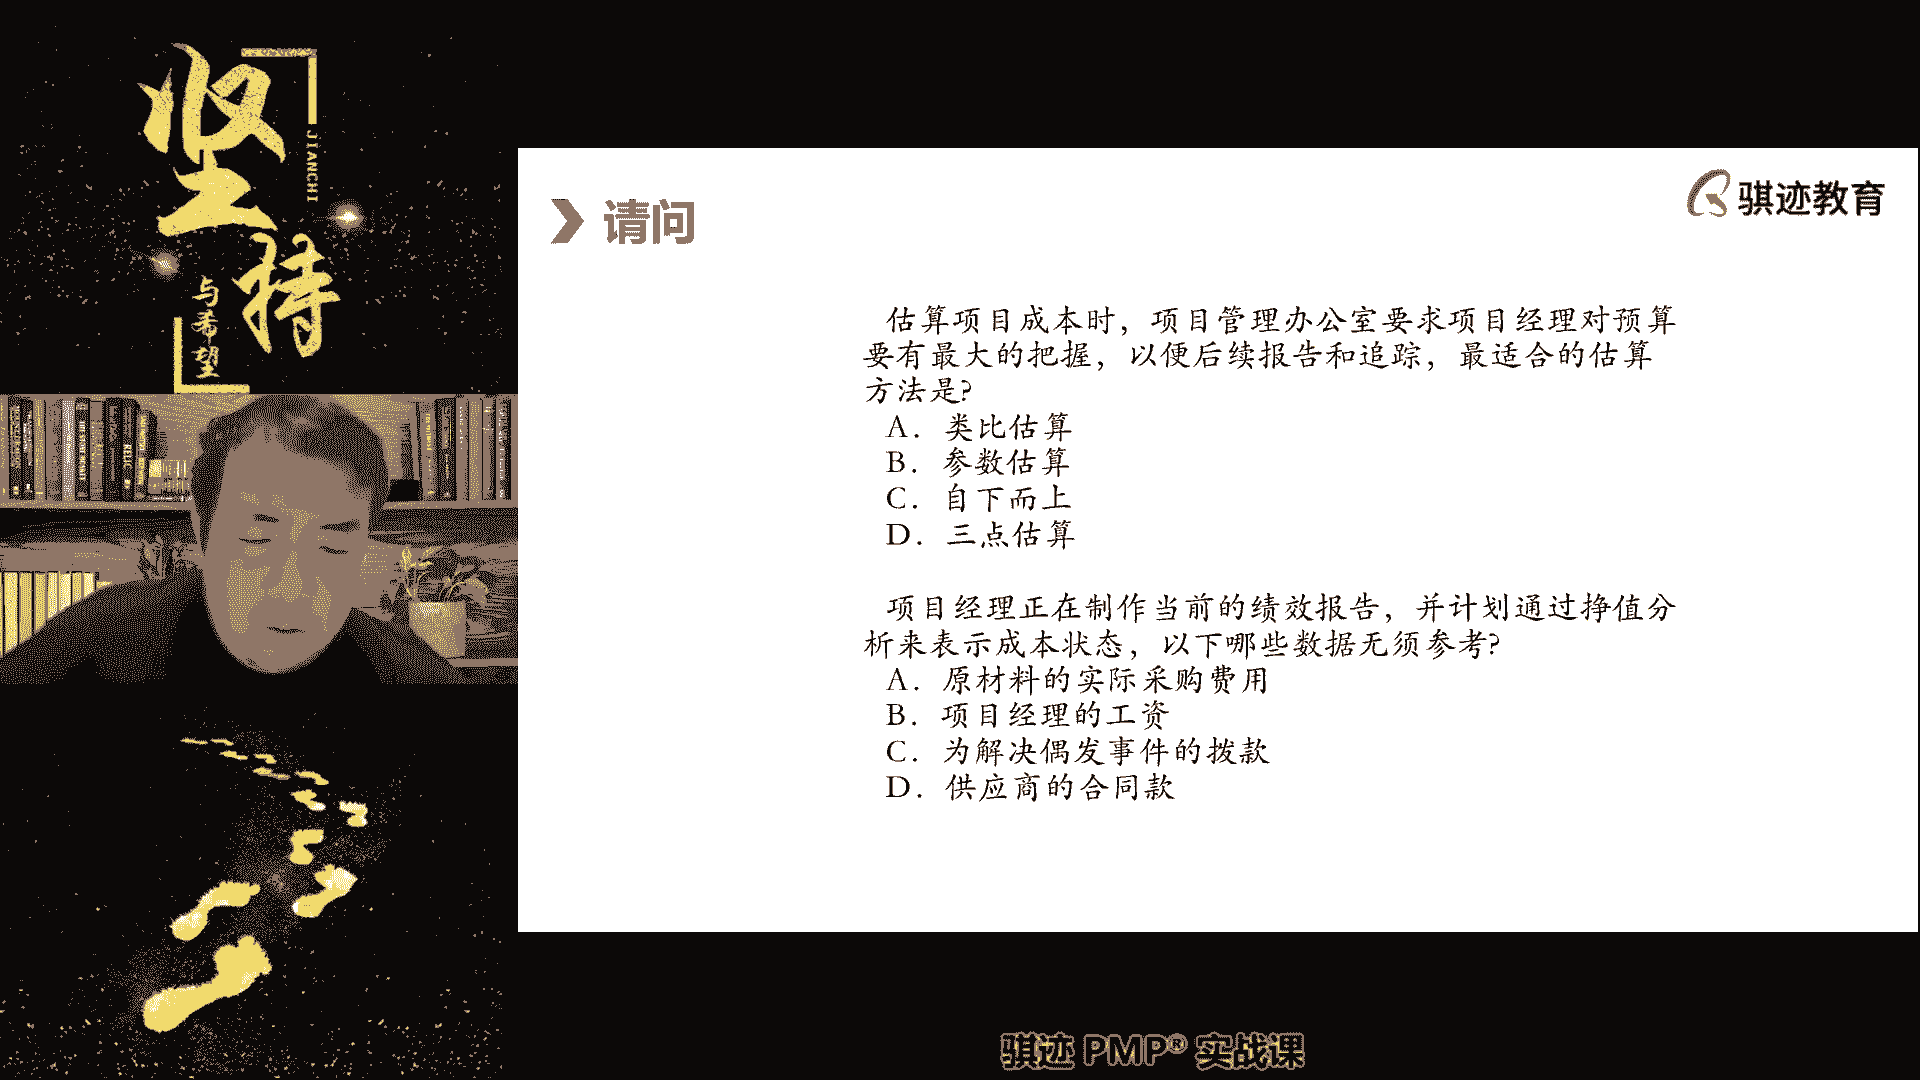 坚持
JIANCHI
与希望
骐迹教育
请问
估算项目成本时，项目管理办公室要求项目经理对预算
要有最大的把握，以便后续报告和追踪，最适合的估算
方法是?
A. 类比估算
B. 参数估算
C. 自下而上
D. 三点估算
项目经理正在制作当前的绩效报告，并计划通过挣值分
析来表示成本状态，以下哪些数据无须参考?
A. 原材料的实际采购费用
B. 项目经理的工资
C. 为解决偶发事件的拨款
D. 供应商的合同款
骐迹 PMP® 实战课